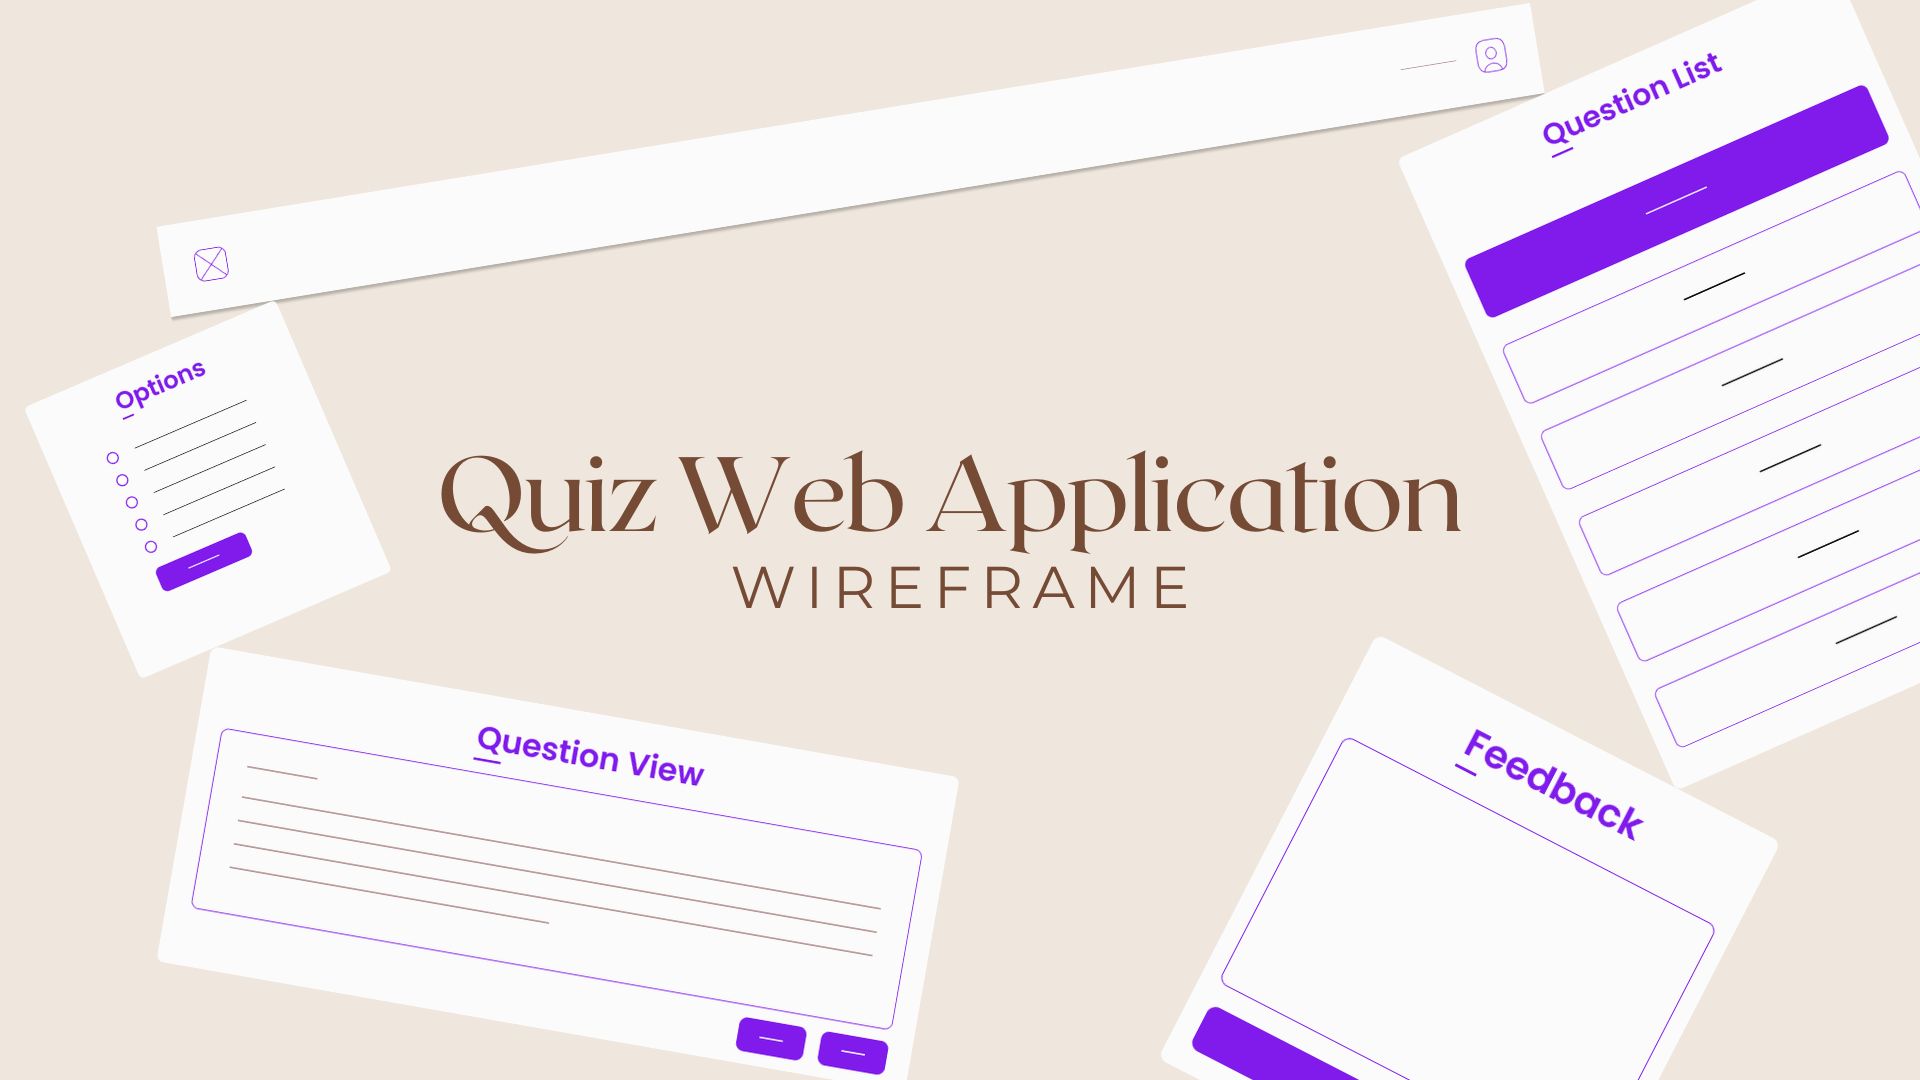 Question List
Options
Quiz Web Application
WIREFRAME
Question View
Feedback